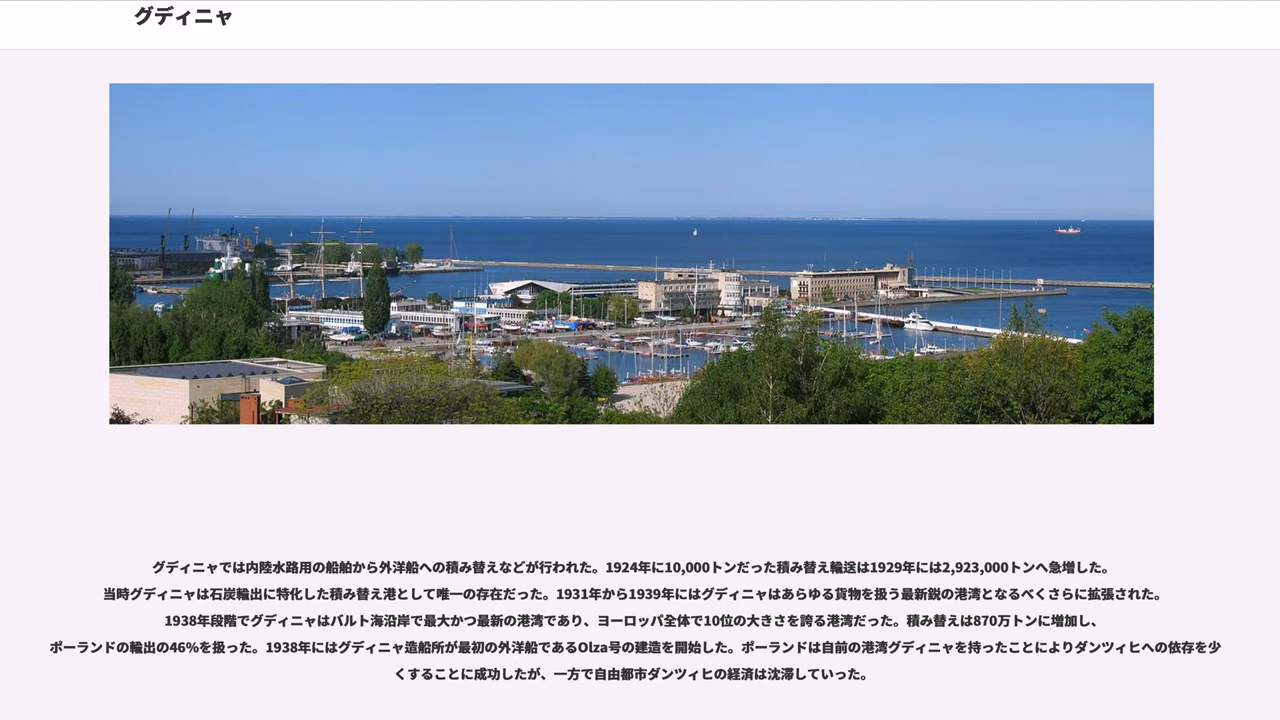 グディニャ
グディニャでは内陸水路用の船舶から外洋船への積み替えなどが行われた。1924年に10,000トンだった積み替え輸送は1929年には2,923,000トンへ急増した。
当時グディニャは石炭輸出に特化した積み替え港として唯一の存在だった。1931年から1939年にはグディニャはあらゆる貨物を扱う最新鋭の港湾となるべくさらに拡張された。
1938年段階でグディニャはバルト海沿岸で最大かつ最新の港湾であり、ヨーロッパ全体で10位の大きさを誇る港湾だった。積み替えは870万トンに増加し、
ポーランドの輸出の46%を扱った。1938年にはグディニャ造船所が最初の外洋船であるOlza号の建造を開始した。ポーランドは自前の港湾グディニャを持ったことによりダンツィヒへの依存を少
くすることに成功したが、一方で自由都市ダンツィヒの経済は沈滞していった。